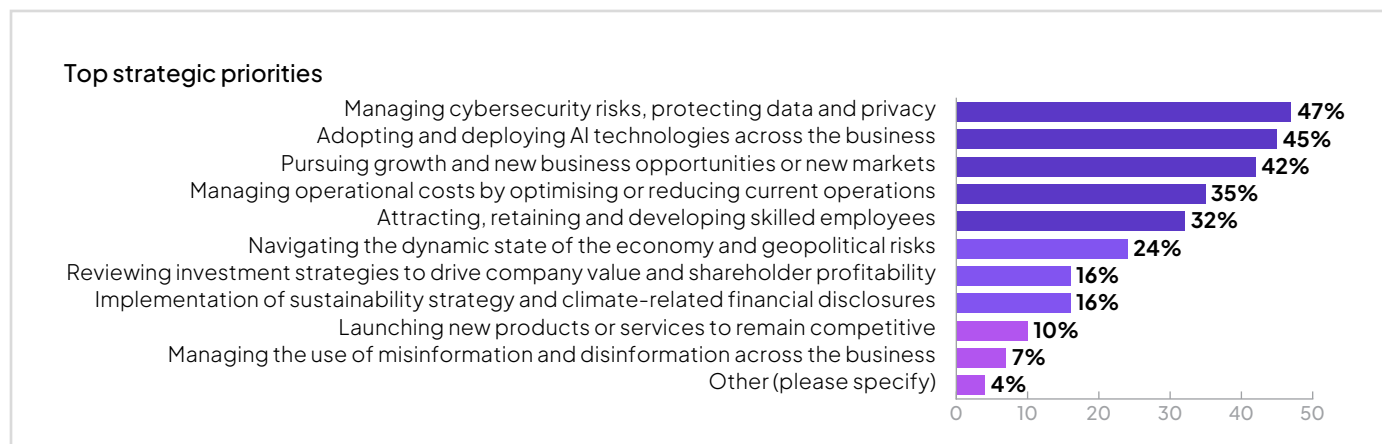 Top strategic priorities
Managing cybersecurity risks, protecting data and privacy 47%
Adopting and deploying AI technologies across the business 45%
Pursuing growth and new business opportunities or new markets 42%
Managing operational costs by optimising or reducing current operations 35%
Attracting, retaining and developing skilled employees 32%
Navigating the dynamic state of the economy and geopolitical risks 24%
Reviewing investment strategies to drive company value and shareholder profitability 16%
Implementation of sustainability strategy and climate-related financial disclosures 16%
Launching new products or services to remain competitive 10%
Managing the use of misinformation and disinformation across the business 7%
Other (please specify) 4%
0 10 20 30 40 50